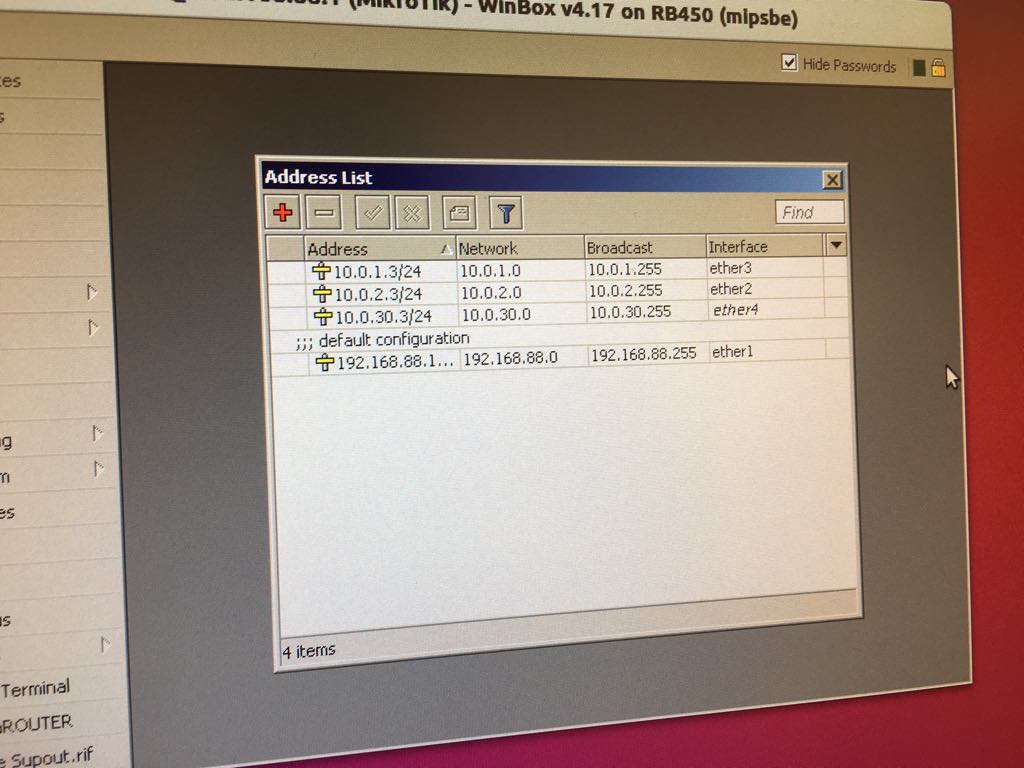 (MikroTik) - WinBox v4.17 on RB450 (mipsbe)
Hide Passwords
Address List
Find
Address Network Broadcast Interface
10.0.1.3/24 10.0.1.0 10.0.1.255 ether3
10.0.2.3/24 10.0.2.0 10.0.2.255 ether2
10.0.30.3/24 10.0.30.0 10.0.30.255 ether4
;;; default configuration
192.168.88.1... 192.168.88.0 192.168.88.255 ether1
4 items
Terminal
ROUTER
Supout.rif